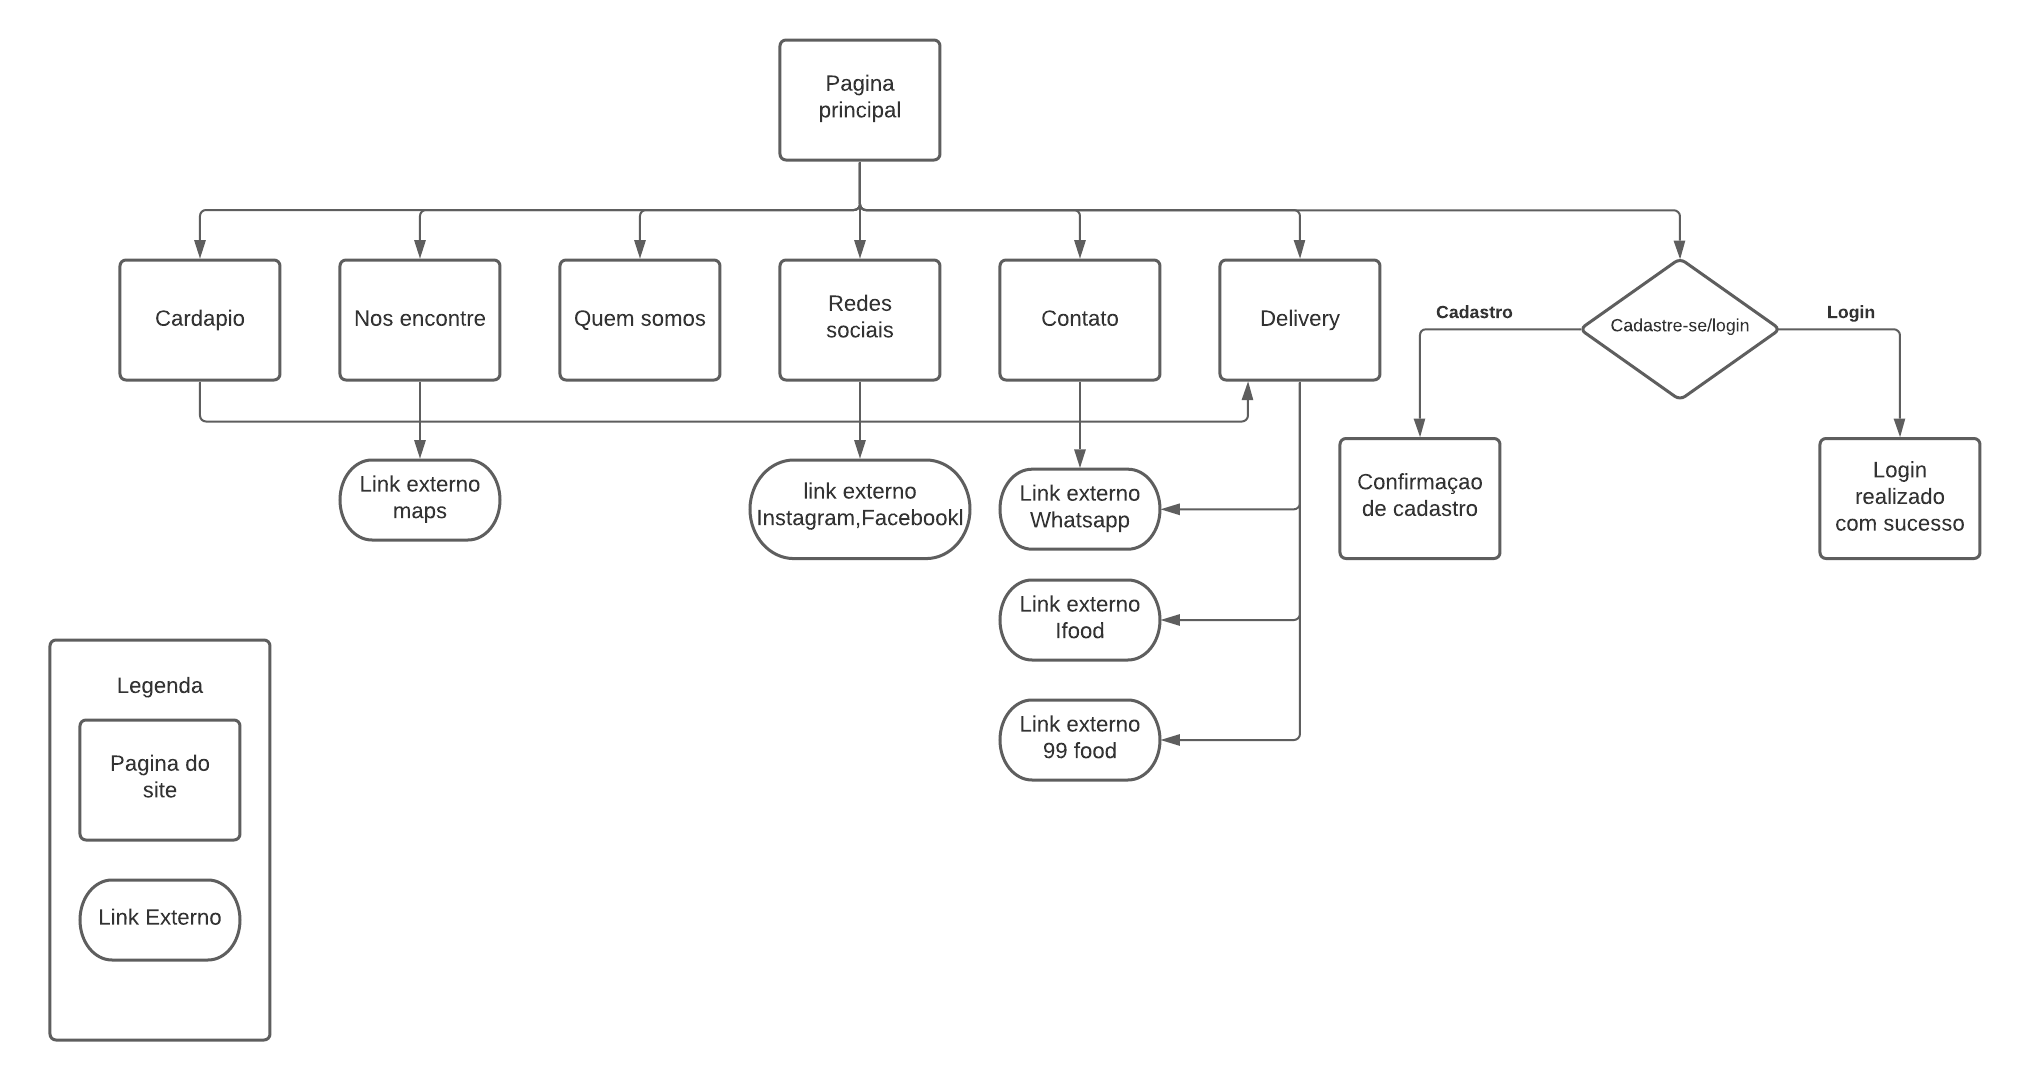 Pagina
principal
Cardapio
Nos encontre
Quem somos
Redes
sociais
Contato
Delivery
Cadastro
Cadastre-se/login
Login
Link externo
maps
link externo
Instagram,Facebookl
Link externo
Whatsapp
Confirmaçao
de cadastro
Login
realizado
com sucesso
Link externo
Ifood
Link externo
99 food
Legenda
Pagina do
site
Link Externo